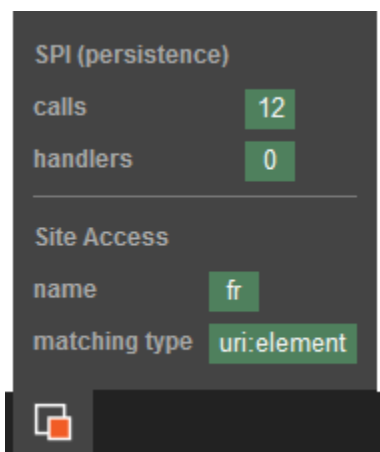 SPI (persistence)
calls 12
handlers 0
Site Access
name fr
matching type uri:element